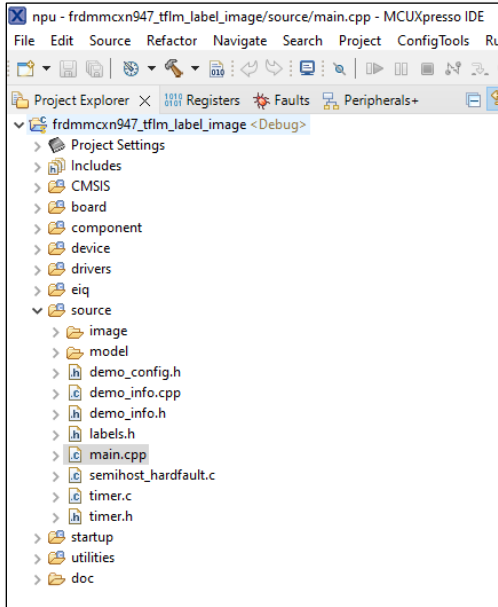 npu - frdmmcxn947_tflm_label_image/source/main.cpp - MCUXpresso IDE
File Edit Source Refactor Navigate Search Project ConfigTools Ru
Project Explorer Registers Faults Peripherals+
frdmmcxn947_tflm_label_image <Debug>
Project Settings
Includes
CMSIS
board
component
device
drivers
eiq
source
image
model
demo_config.h
demo_info.cpp
demo_info.h
labels.h
main.cpp
semihost_hardfault.c
timer.c
timer.h
startup
utilities
doc